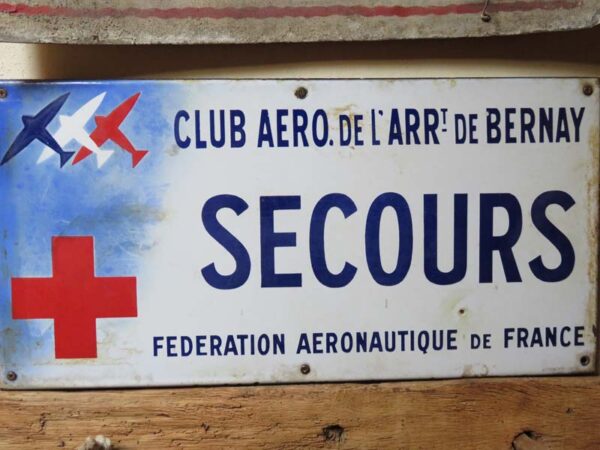 CLUB AERO. DE L'ARRT DE BERNAY
SECOURS
FEDERATION AERONAUTIQUE DE FRANCE